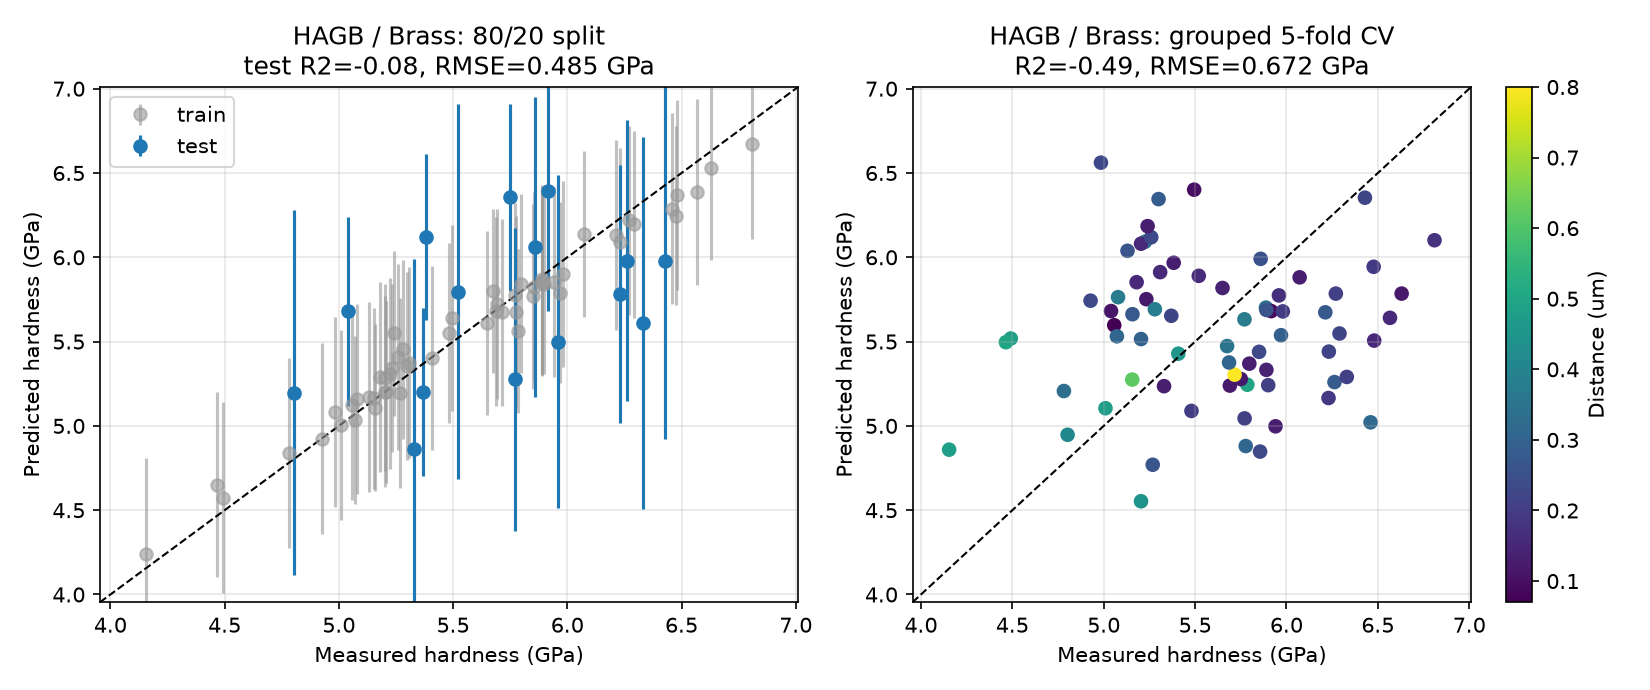 HAGB / Brass: 80/20 split
test R2=-0.08, RMSE=0.485 GPa
train
test
7.0
6.5
6.0
5.5
5.0
4.5
4.0
Predicted hardness (GPa)
4.0 4.5 5.0 5.5 6.0 6.5 7.0
Measured hardness (GPa)
HAGB / Brass: grouped 5-fold CV
R2=-0.49, RMSE=0.672 GPa
7.0
6.5
6.0
5.5
5.0
4.5
4.0
Predicted hardness (GPa)
4.0 4.5 5.0 5.5 6.0 6.5 7.0
Measured hardness (GPa)
0.8
0.7
0.6
0.5
0.4
0.3
0.2
0.1
Distance (um)